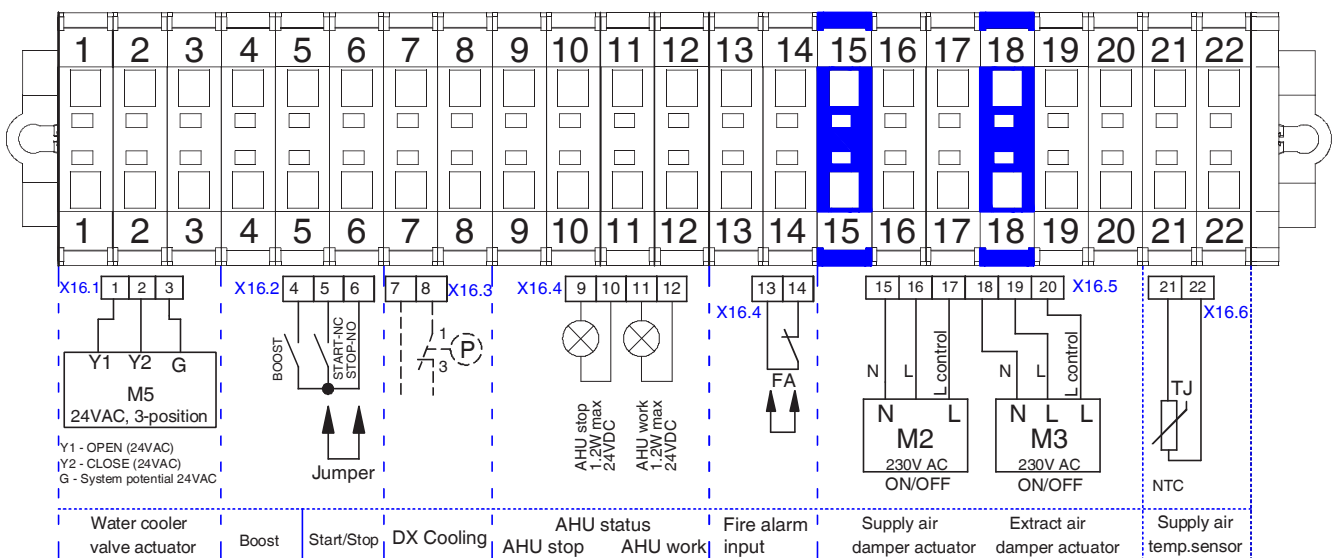 1 2 3 4 5 6 7 8 9 10 11 12 13 14 15 16 17 18 19 20 21 22
1 2 3 4 5 6 7 8 9 10 11 12 13 14 15 16 17 18 19 20 21 22
X16.1 1 2 3
Y1 Y2 G
M5
24VAC, 3-position
Y1 - OPEN (24VAC)
Y2 - CLOSE (24VAC)
G - System potential 24VAC
Water cooler
valve actuator
X16.2 4 5 6
BOOST
START-NC
STOP-NO
Jumper
Boost
Start/Stop
7 8 X16.3
1
P
3
DX Cooling
X16.4 9 10 11 12
AHU stop
1.2W max
24VDC
AHU work
1.2W max
24VDC
AHU status
AHU stop AHU work
13 14
X16.4
FA
Fire alarm
input
15 16 17 18 19 20 X16.5
N L L control
N L L control
N L
M2
230V AC
ON/OFF
N L L
M3
230V AC
ON/OFF
Supply air
damper actuator
Extract air
damper actuator
21 22
X16.6
TJ
NTC
Supply air
temp.sensor